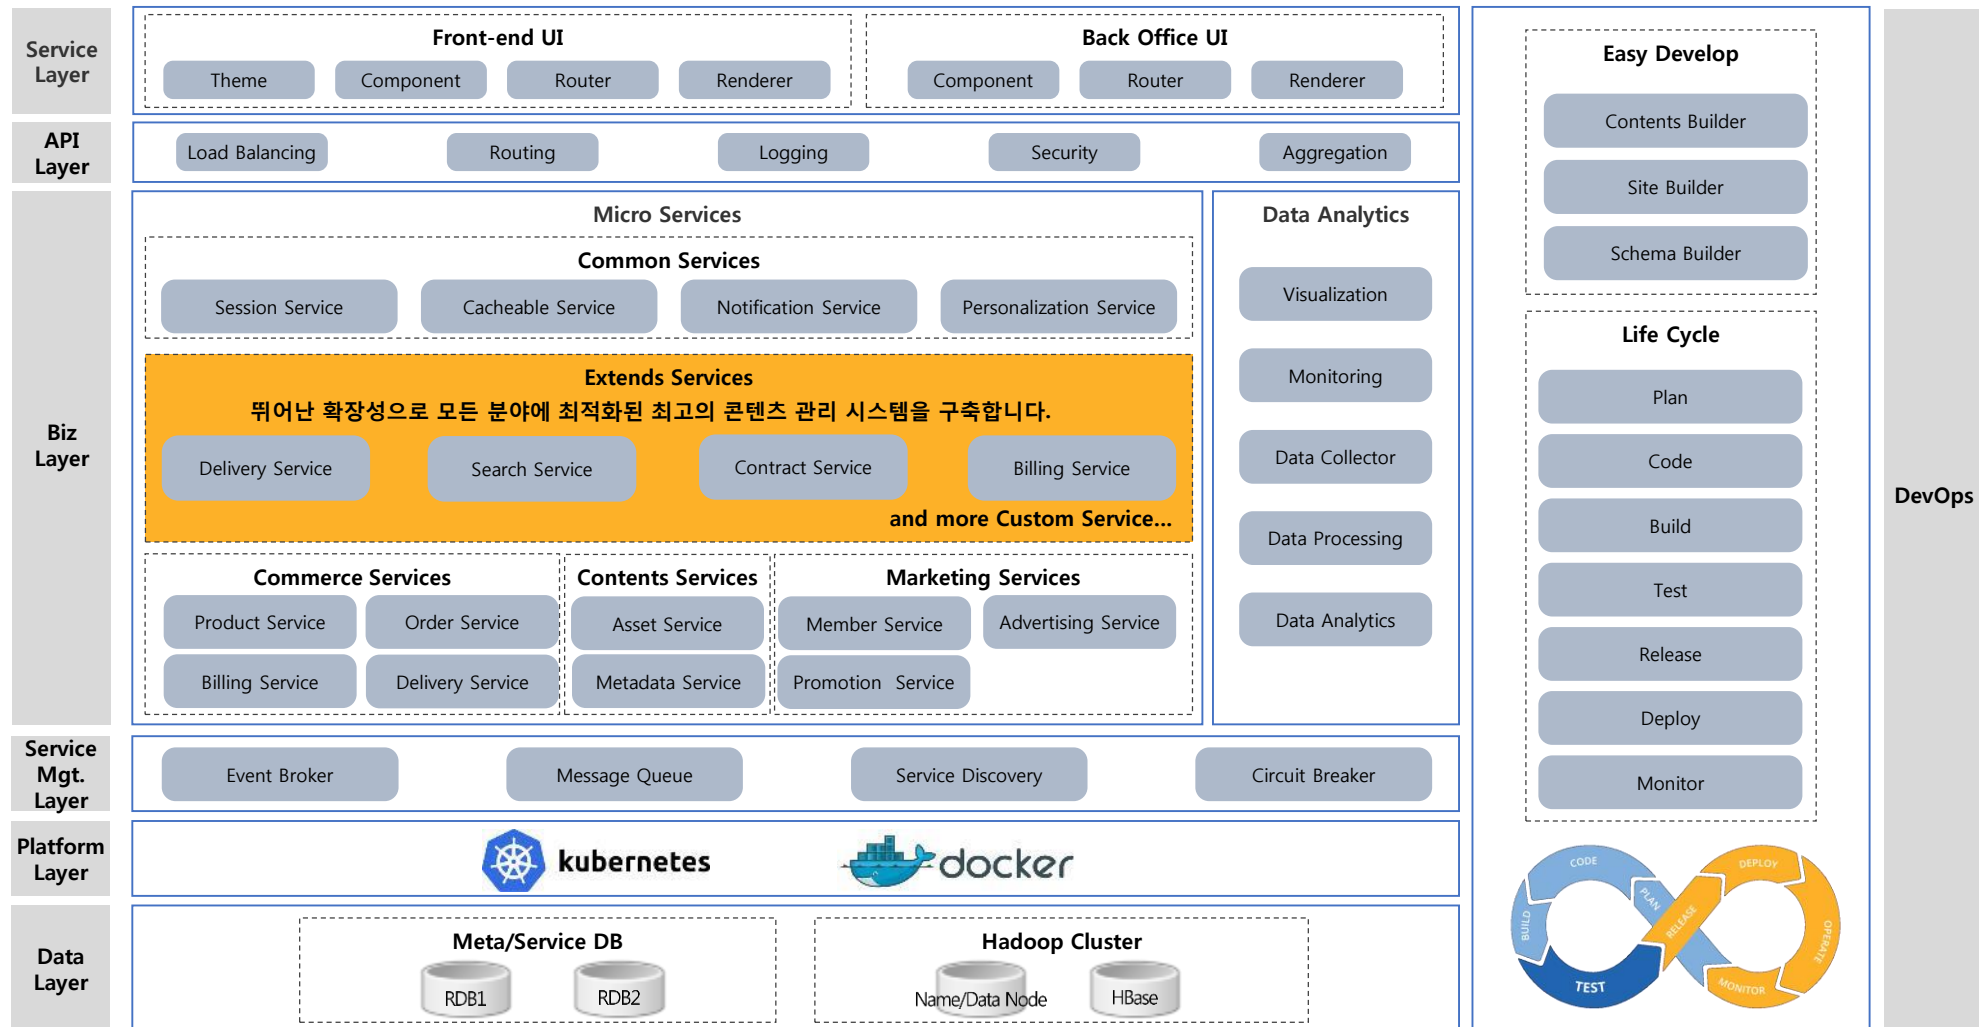 Service
Layer
Front-end UI
Theme
Component
Router
Renderer
Back Office UI
Component
Router
Renderer
API
Layer
Load Balancing
Routing
Logging
Security
Aggregation
Biz
Layer
Micro Services
Common Services
Session Service
Cacheable Service
Notification Service
Personalization Service
Extends Services
뛰어난 확장성으로 모든 분야에 최적화된 최고의 콘텐츠 관리 시스템을 구축합니다.
Delivery Service
Search Service
Contract Service
Billing Service
and more Custom Service...
Commerce Services
Product Service
Order Service
Billing Service
Delivery Service
Contents Services
Asset Service
Metadata Service
Marketing Services
Member Service
Advertising Service
Promotion Service
Data Analytics
Visualization
Monitoring
Data Collector
Data Processing
Data Analytics
Service
Mgt.
Layer
Event Broker
Message Queue
Service Discovery
Circuit Breaker
Platform
Layer
kubernetes
docker
Data
Layer
Meta/Service DB
RDB1
RDB2
Hadoop Cluster
Name/Data Node
HBase
Easy Develop
Contents Builder
Site Builder
Schema Builder
Life Cycle
Plan
Code
Build
Test
Release
Deploy
Monitor
CODE
PLAN
BUILD
TEST
RELEASE
DEPLOY
OPERATE
MONITOR
DevOps